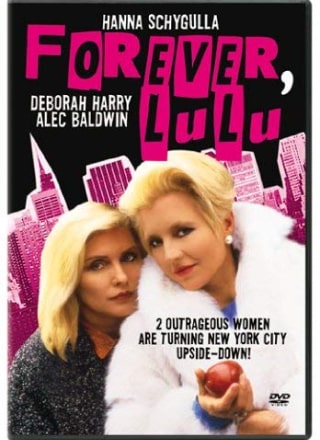 HANNA SCHYGULLA
FOREVER,
DEBORAH HARRY
ALEC BALDWIN
LuLu
2 OUTRAGEOUS WOMEN
ARE TURNING NEW YORK CITY
UPSIDE-DOWN!
DVD
VIDEO